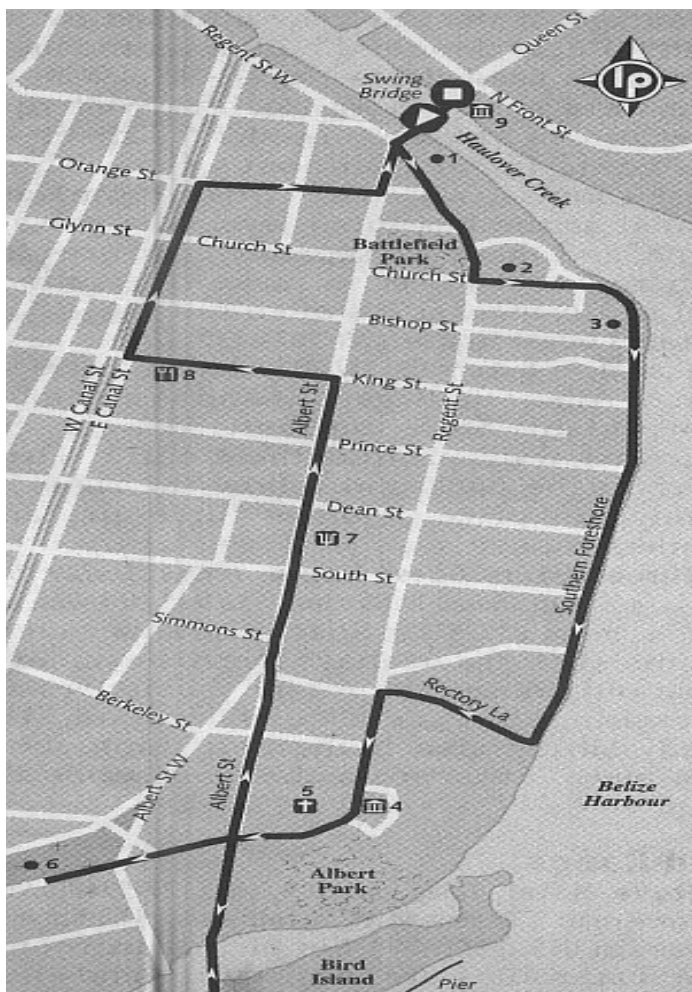 Queen St
Regent St W
Swing
Bridge
lp
N Front St
9
Haulover Creek
1
Orange St
Glynn St
Church St
Battlefield
Park
Church St
2
Bishop St
3
W Canal St
E Canal St
8
King St
Albert St
Regent St
Prince St
Dean St
7
Southern Foreshore
South St
Simmons St
Rectory La
Berkeley St
Albert St W
Albert St
5
4
Belize
Harbour
6
Albert
Park
Bird
Island
Pier